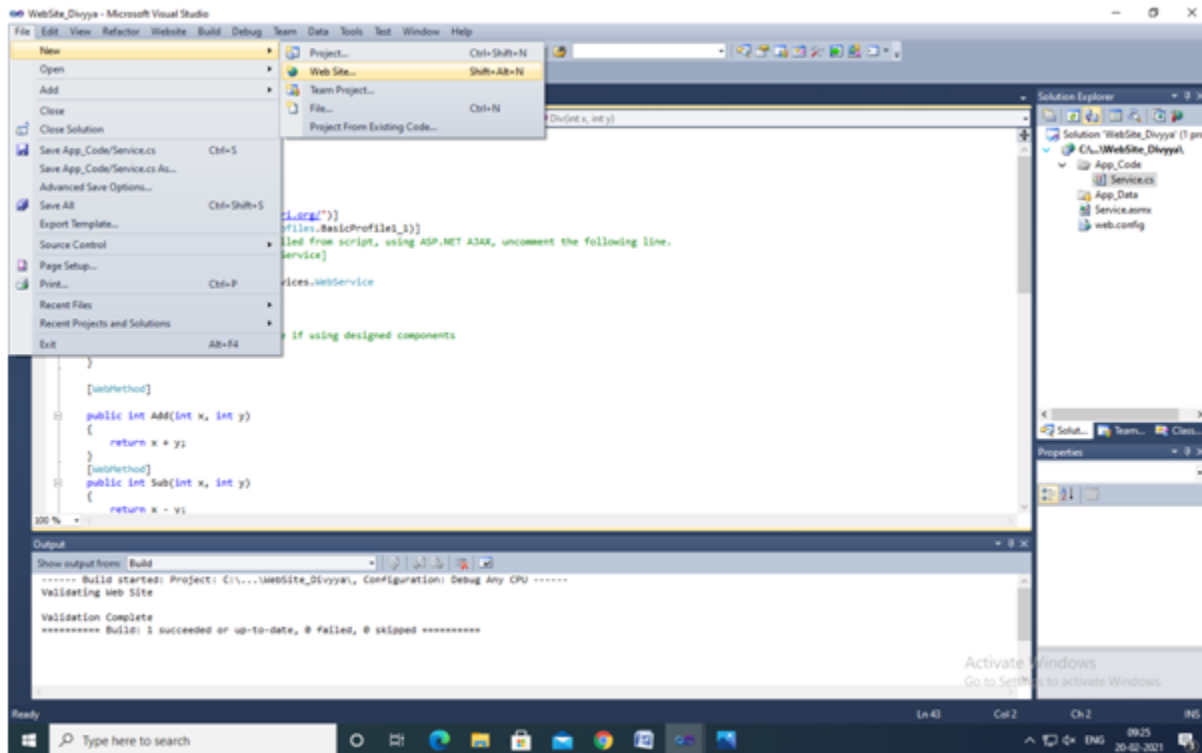 WebSite_Divyya - Microsoft Visual Studio
File Edit View Refactor Website Build Debug Team Data Tools Test Window Help
New
Open
Add
Close
Close Solution
Save App_Code/Service.cs Ctrl+S
Save App_Code/Service.cs As...
Advanced Save Options...
Save All Ctrl+Shift+S
Export Template...
Source Control
Page Setup...
Print... Ctrl+P
Recent Files
Recent Projects and Solutions
Exit Alt+F4
Project... Ctrl+Shift+N
Web Site... Shift+Alt+N
Team Project...
File... Ctrl+N
Project From Existing Code...
Div(int x, int y)
ri.org/")]
ofiles.BasicProfile1_1)]
lled from script, using ASP.NET AJAX, uncomment the following line.
Service]
vices.WebService
e if using designed components
}
[WebMethod]
public int Add(int x, int y)
{
return x + y;
}
[WebMethod]
public int Sub(int x, int y)
{
return x - y;
100 %
Output
Show output from: Build
------ Build started: Project: C:\...\WebSite_Divyya\, Configuration: Debug Any CPU ------
Validating Web Site
Validation Complete
========== Build: 1 succeeded or up-to-date, 0 failed, 0 skipped ==========
Solution Explorer
Solution 'WebSite_Divyya' (1 pro
C:\...\WebSite_Divyya\
App_Code
Service.cs
App_Data
Service.asmx
web.config
Solut... Team... Class...
Properties
Activate Windows
Go to Settings to activate Windows.
Ready Ln 43 Col 2 Ch 2 INS
Type here to search
ENG 09:25
20-02-2021